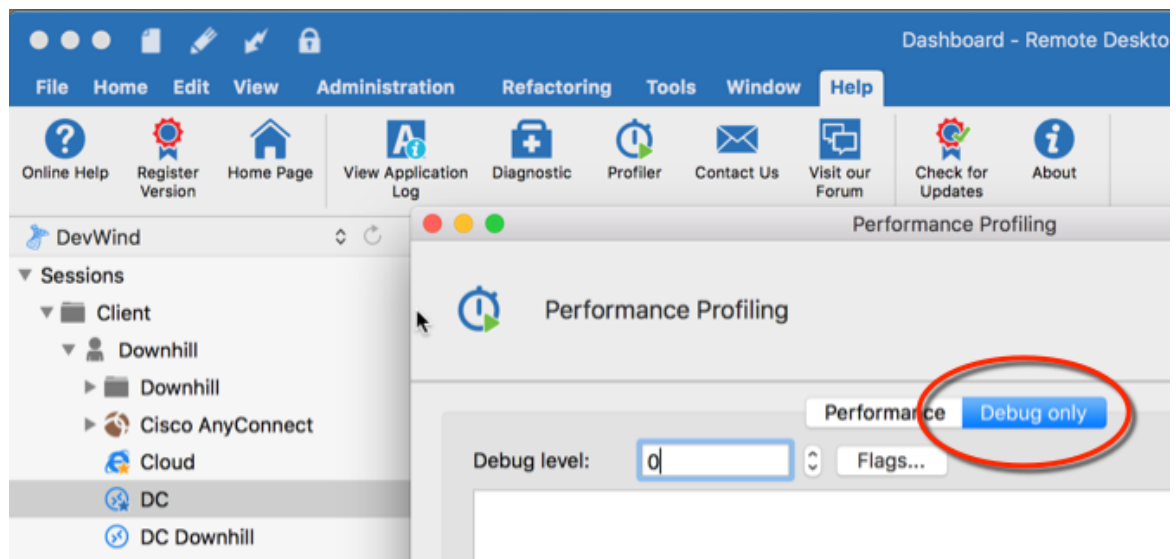 Dashboard - Remote Deskto
File Home Edit View Administration Refactoring Tools Window Help
Online Help Register Version Home Page View Application Log Diagnostic Profiler Contact Us Visit our Forum Check for Updates About
DevWind
Performance Profiling
Sessions
Client
Performance Profiling
Downhill
Downhill
Performance Debug only
Cisco AnyConnect
Debug level: 0 Flags...
Cloud
DC
DC Downhill